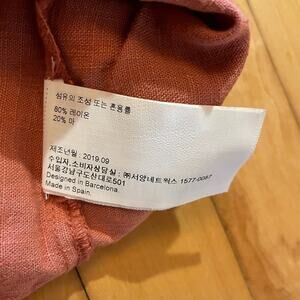 섬유의 조성 또는 혼용률
80% 레이온
20% 마
제조년월 : 2019.09
수입자,소비자상담실 : ㈜서양네트웍스 1577-0087
서울강남구도산대로501
Designed in Barcelona
Made in Spain.